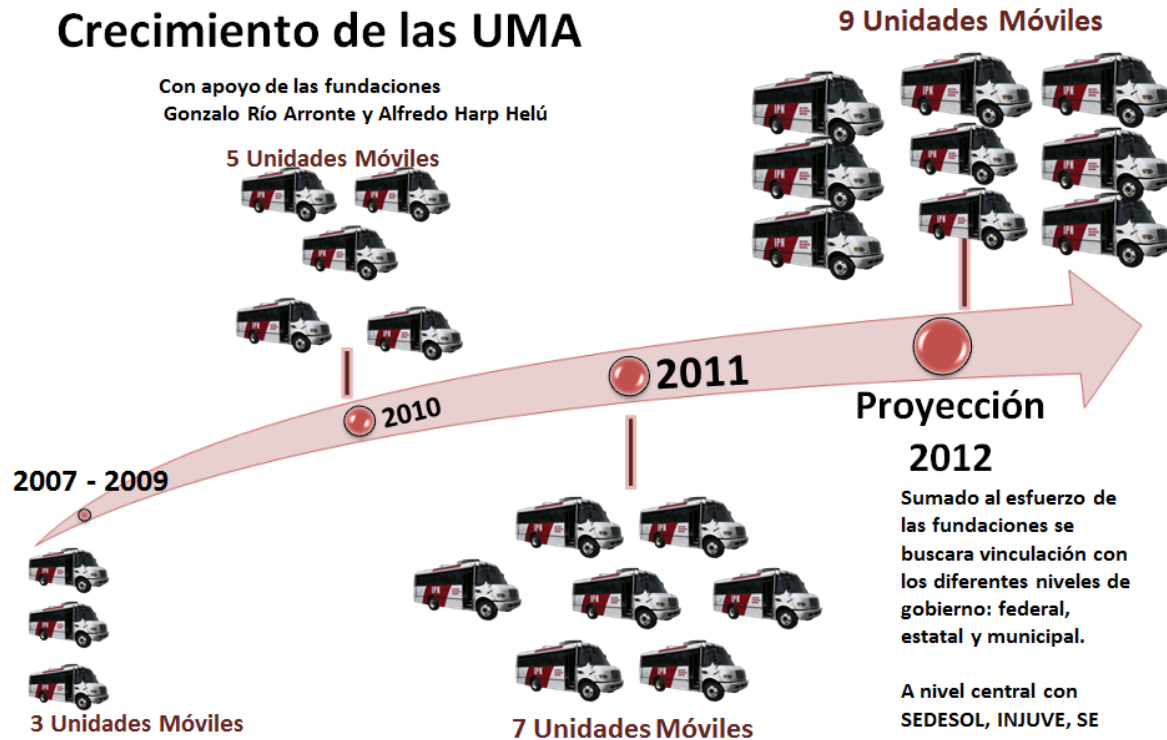 Crecimiento de las UMA
Con apoyo de las fundaciones
Gonzalo Río Arronte y Alfredo Harp Helú
5 Unidades Móviles
9 Unidades Móviles
2007 - 2009
2010
2011
Proyección
2012
3 Unidades Móviles
7 Unidades Móviles
Sumado al esfuerzo de
las fundaciones se
buscara vinculación con
los diferentes niveles de
gobierno: federal,
estatal y municipal.
A nivel central con
SEDESOL, INJUVE, SE
IPN